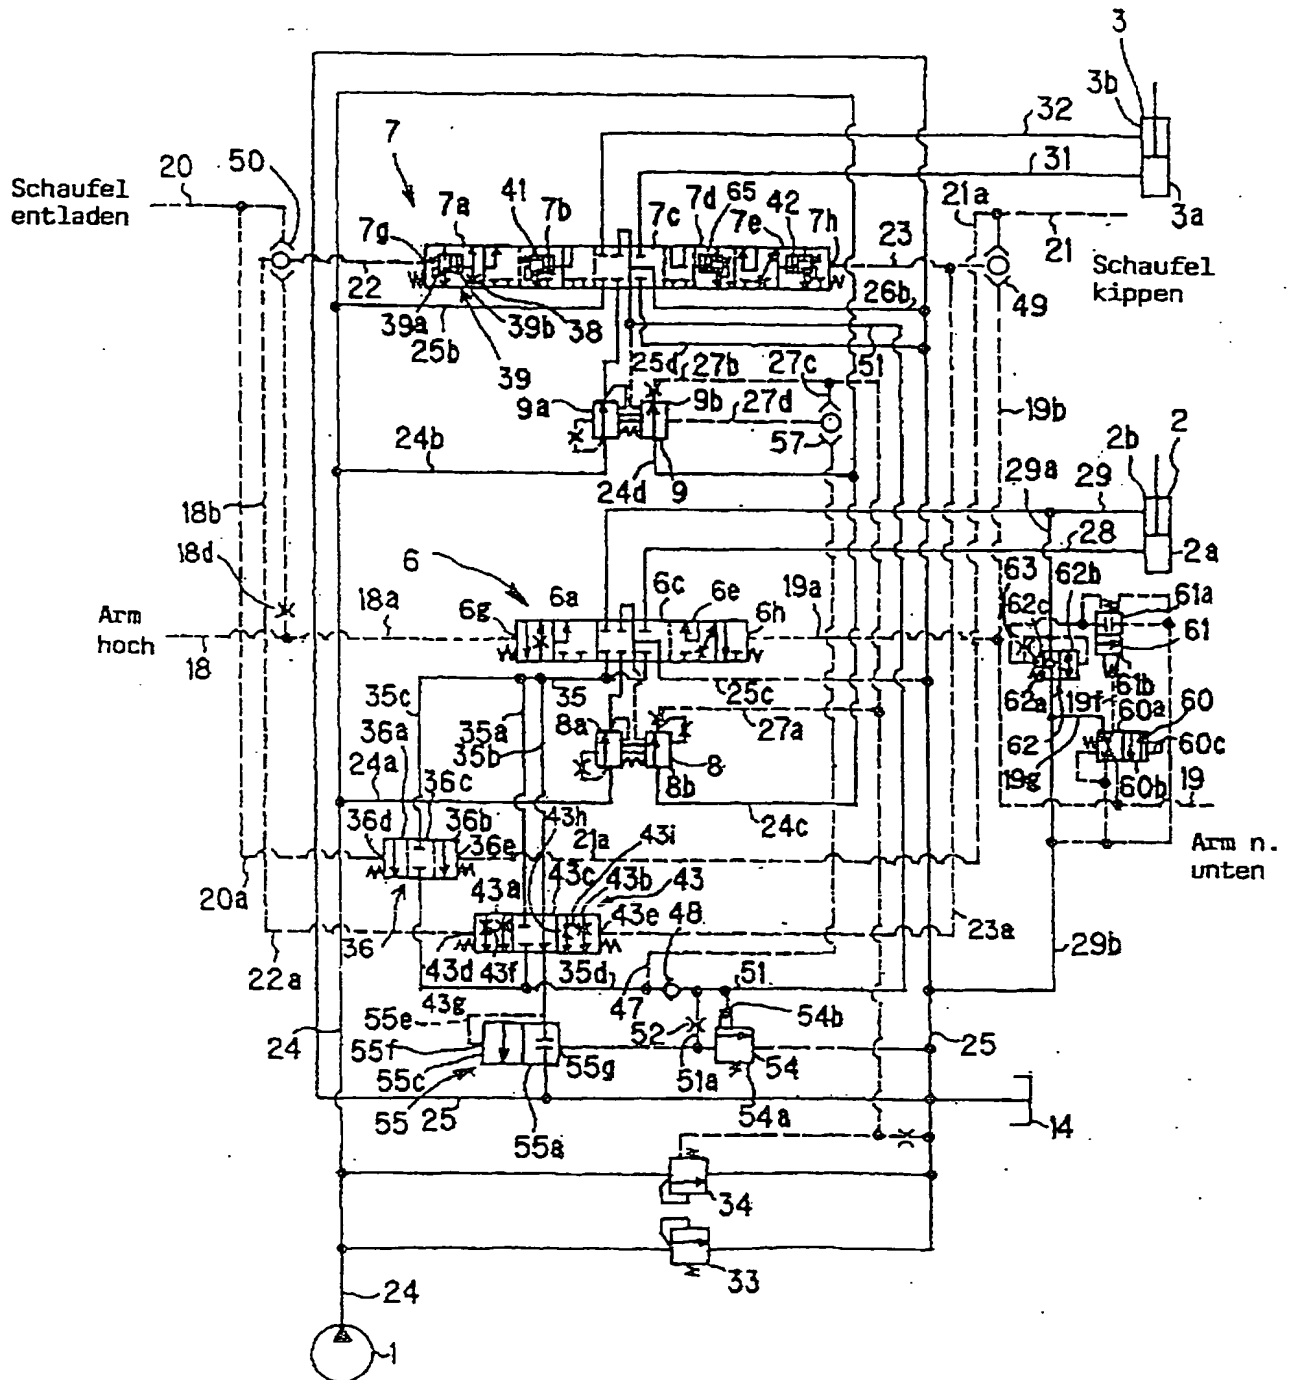 3
3b
32
7
20
50
31
Schaufel
entladen
41
7a
7b
7c
7d
65
7e
42
7h
7g
21a
3a
23
21
Schaufel
kippen
22
39a
39b
38
26b
49
25b
39
25d
27b
27c
51
9a
9b
27d
19b
57
2b
2
24b
24d
9
29a
29
18b
28
18d
2a
6
63
62b
6a
6c
6e
19a
61a
Arm
hoch
18a
6g
6h
62c
61
18
35c
35
25c
62a
19f
61b
36a
35a
8a
27a
60a
60
35b
62
60c
24a
36c
8
19g
8b
60b
19
43h
24c
36d
36b
43i
36e
21a
43c
43b
43
Arm n.
unten
20a
43a
48
43e
36
23a
22a
43d
43f
35d
51
29b
43g
47
54b
55e
52
24
55f
25
55c
55g
51a
54
55
25
55a
54a
14
34
33
24
1